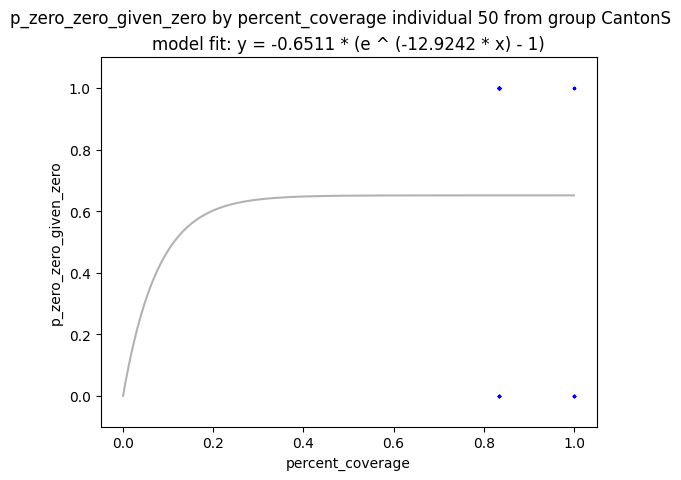 p_zero_zero_given_zero by percent_coverage individual 50 from group CantonS
model fit: y = -0.6511 * (e ^ (-12.9242 * x) - 1)
1.0
0.8
0.6
0.4
0.2
0.0
p_zero_zero_given_zero
0.0 0.2 0.4 0.6 0.8 1.0
percent_coverage